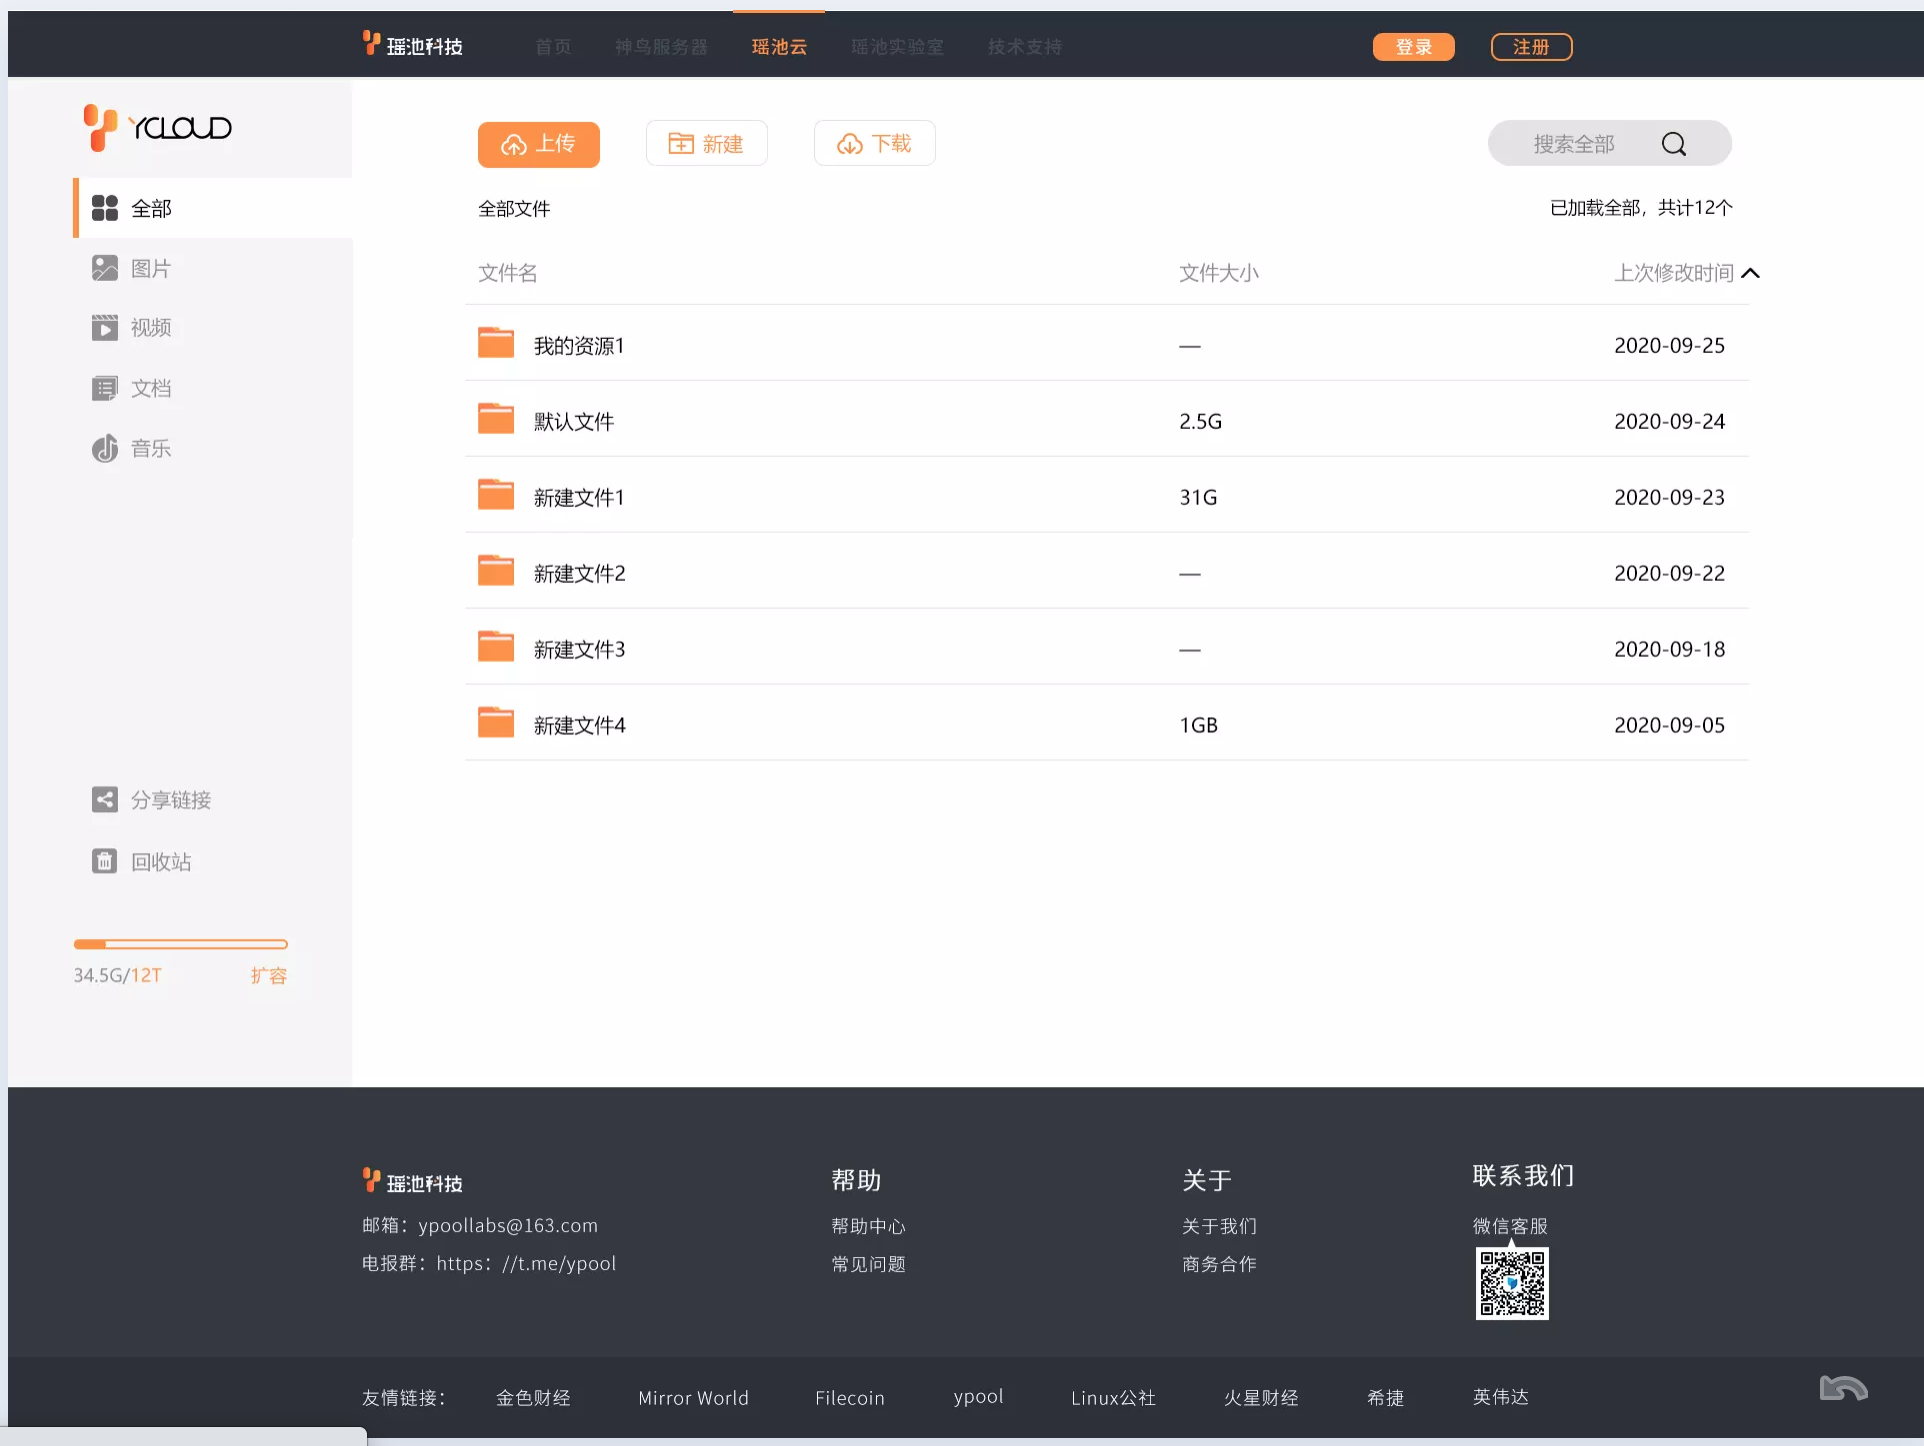 瑶池科技 首页 神鸟服务器 瑶池云 瑶池实验室 技术支持 登录 注册
YCLOUD
上传 新建 下载 搜索全部
全部
全部文件 已加载全部，共计12个
图片
视频
文档
音乐
文件名 文件大小 上次修改时间
我的资源1 — 2020-09-25
默认文件 2.5G 2020-09-24
新建文件1 31G 2020-09-23
新建文件2 — 2020-09-22
新建文件3 — 2020-09-18
新建文件4 1GB 2020-09-05
分享链接
回收站
34.5G/12T 扩容
瑶池科技
邮箱：ypoollabs@163.com
电报群：https：//t.me/ypool
帮助
帮助中心
常见问题
关于
关于我们
商务合作
联系我们
微信客服
友情链接： 金色财经 Mirror World Filecoin ypool Linux公社 火星财经 希捷 英伟达